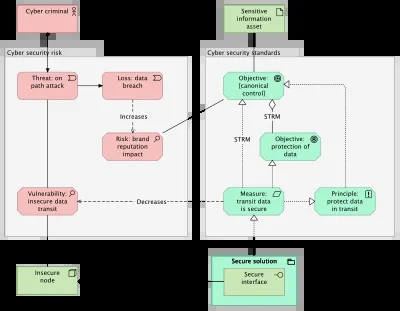 Cyber criminal
Sensitive
information
asset
Cyber security risk
Cyber security standards
Threat: on
path attack
Loss: data
breach
Objective:
[canonical
control]
Increases
STRM
STRM
Risk: brand
reputation
impact
Objective:
protection of
data
Vulnerability:
insecure data
transit
Decreases
Measure:
transit data
is secure
Principle:
protect data
in transit
Insecure
node
Secure solution
Secure
interface